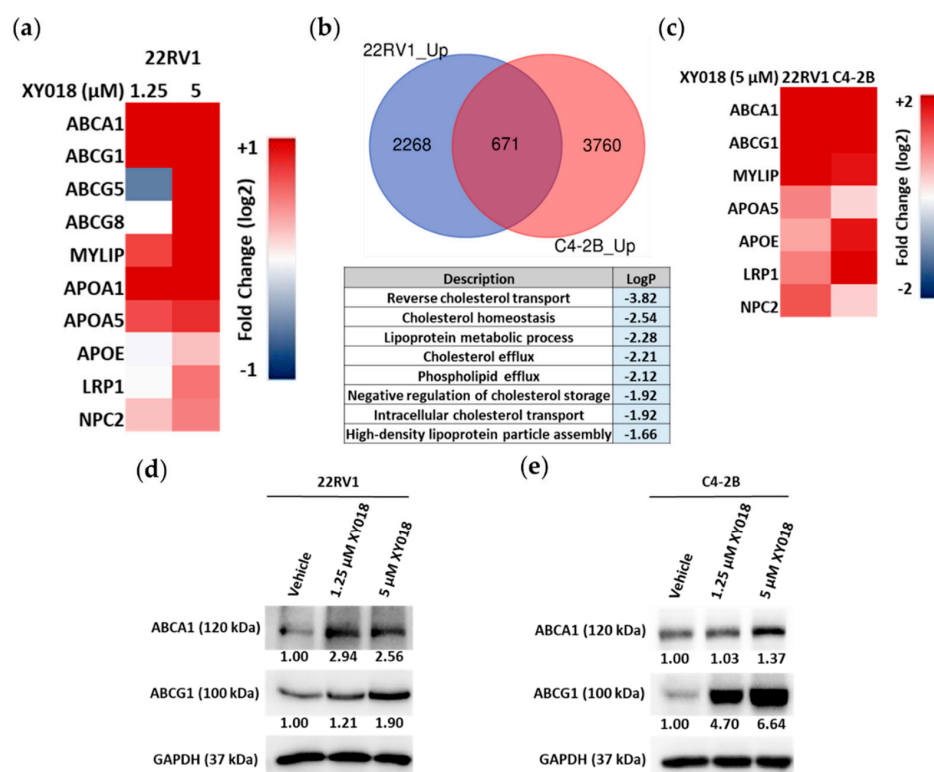 (a)
22RV1
XY018 (μM) 1.25 5
ABCA1
ABCG1
ABCG5
ABCG8
MYLIP
APOA1
APOA5
APOE
LRP1
NPC2
+1
Fold Change (log2)
-1
(b)
22RV1_Up
2268 671 3760
C4-2B_Up
Description LogP
Reverse cholesterol transport -3.82
Cholesterol homeostasis -2.54
Lipoprotein metabolic process -2.28
Cholesterol efflux -2.21
Phospholipid efflux -2.12
Negative regulation of cholesterol storage -1.92
Intracellular cholesterol transport -1.92
High-density lipoprotein particle assembly -1.66
(c)
XY018 (5 μM) 22RV1 C4-2B
ABCA1
ABCG1
MYLIP
APOA5
APOE
LRP1
NPC2
+2
Fold Change (log2)
-2
(d)
22RV1
Vehicle
1.25 μM XY018
5 μM XY018
ABCA1 (120 kDa)
1.00 2.94 2.56
ABCG1 (100 kDa)
1.00 1.21 1.90
GAPDH (37 kDa)
(e)
C4-2B
Vehicle
1.25 μM XY018
5 μM XY018
ABCA1 (120 kDa)
1.00 1.03 1.37
ABCG1 (100 kDa)
1.00 4.70 6.64
GAPDH (37 kDa)